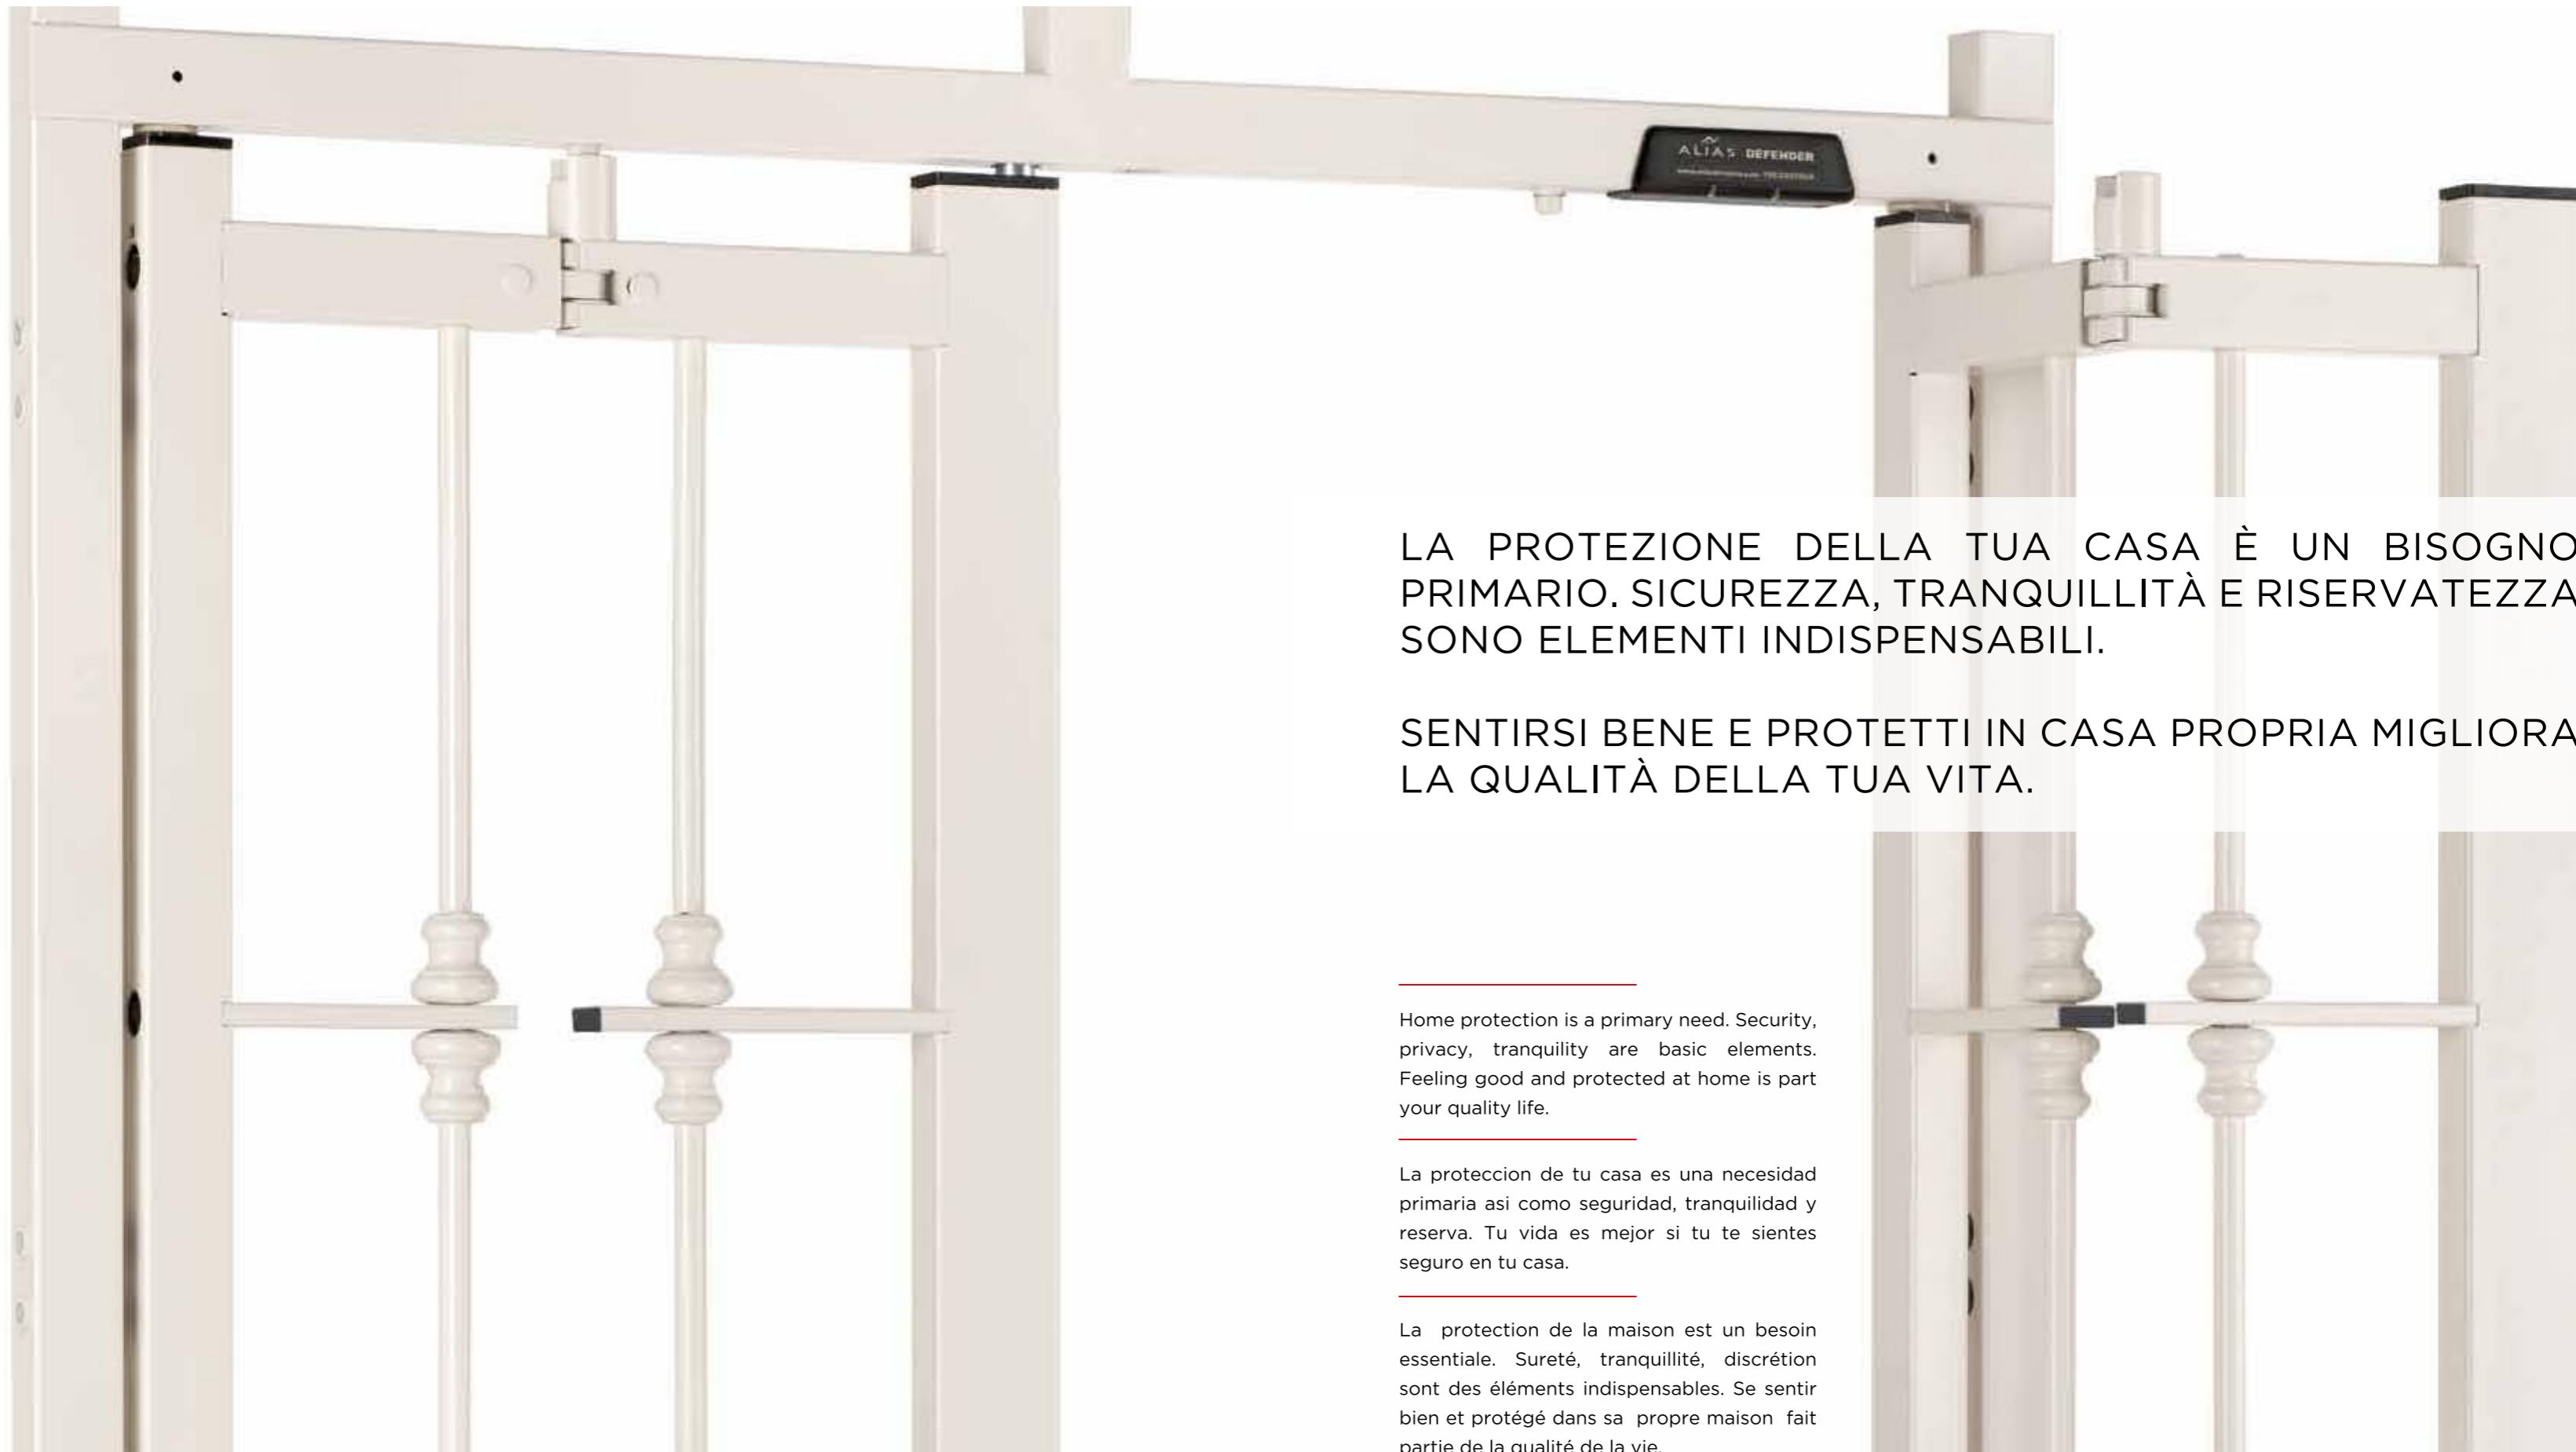 ALIAS DEFENDER
LA PROTEZIONE DELLA TUA CASA È UN BISOGNO
PRIMARIO. SICUREZZA, TRANQUILLITÀ E RISERVATEZZA
SONO ELEMENTI INDISPENSABILI.
SENTIRSI BENE E PROTETTI IN CASA PROPRIA MIGLIORA
LA QUALITÀ DELLA TUA VITA.
Home protection is a primary need. Security,
privacy, tranquility are basic elements.
Feeling good and protected at home is part
your quality life.
La proteccion de tu casa es una necesidad
primaria asi como seguridad, tranquilidad y
reserva. Tu vida es mejor si tu te sientes
seguro en tu casa.
La protection de la maison est un besoin
essentiale. Sureté, tranquillité, discrétion
sont des éléments indispensables. Se sentir
bien et protégé dans sa propre maison fait
partie de la qualité de la vie.